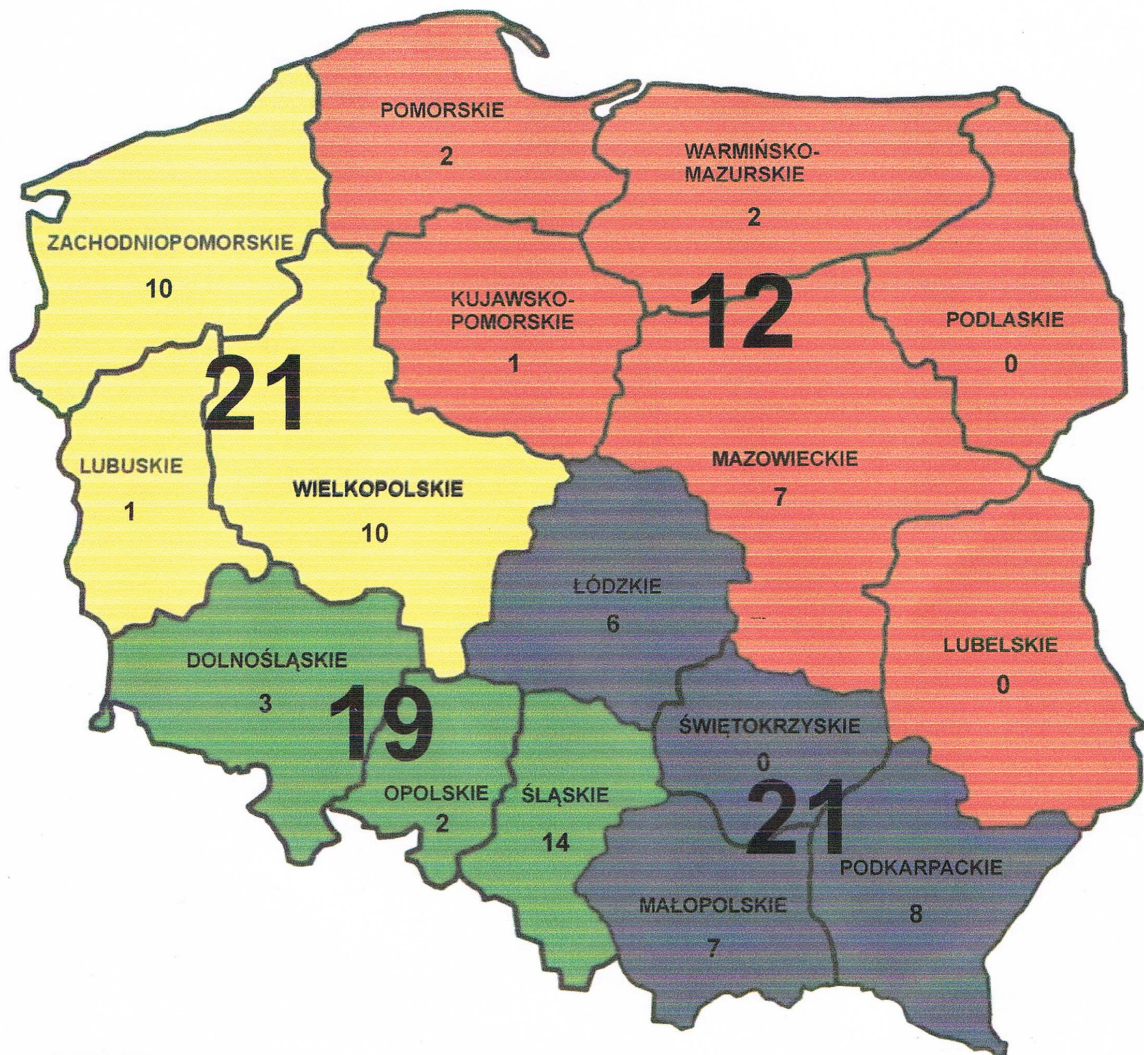 POMORSKIE
2
WARMIŃSKO-
MAZURSKIE
2
ZACHODNIOPOMORSKIE
10
KUJAWSKO-
POMORSKIE
1
12
PODLASKIE
0
21
LUBUSKIE
1
WIELKOPOLSKIE
10
MAZOWIECKIE
7
ŁÓDZKIE
6
LUBELSKIE
0
DOLNOŚLĄSKIE
3
19
OPOLSKIE
2
ŚLĄSKIE
14
ŚWIĘTOKRZYSKIE
0
21
MAŁOPOLSKIE
7
PODKARPACKIE
8